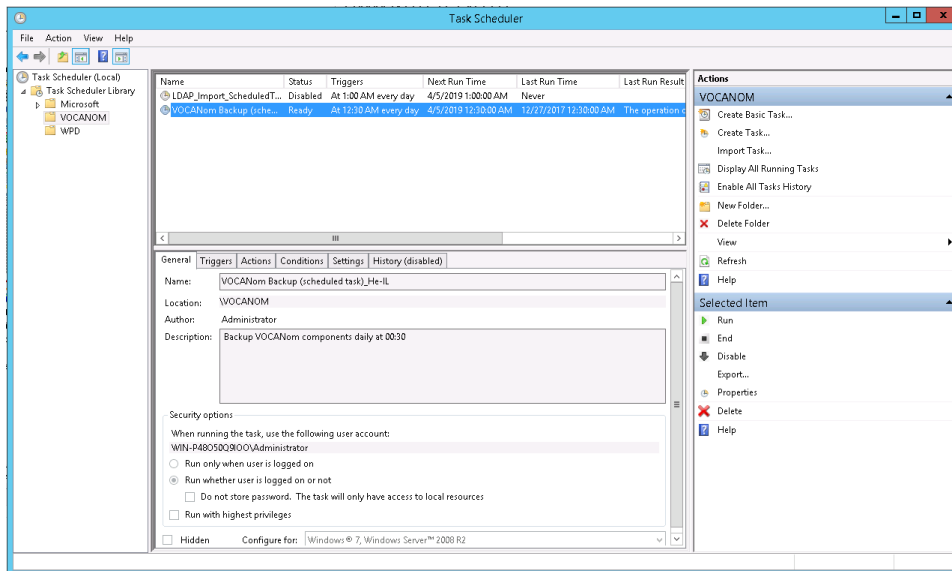 Task Scheduler
File Action View Help
Task Scheduler (Local)
Task Scheduler Library
Microsoft
VOCANOM
WPD
Name Status Triggers Next Run Time Last Run Time Last Run Result
LDAP_Import_ScheduledT... Disabled At 1:00 AM every day 4/5/2019 1:00:00 AM Never
VOCANom Backup (sche... Ready At 12:30 AM every day 4/5/2019 12:30:00 AM 12/27/2017 12:30:00 AM The operation c
General Triggers Actions Conditions Settings History (disabled)
Name: VOCANom Backup (scheduled task)_He-IL
Location: \VOCANOM
Author: Administrator
Description: Backup VOCANom components daily at 00:30
Security options
When running the task, use the following user account:
WIN-P48O50Q9IOO\Administrator
Run only when user is logged on
Run whether user is logged on or not
Do not store password. The task will only have access to local resources
Run with highest privileges
Hidden Configure for: Windows® 7, Windows Server™ 2008 R2
Actions
VOCANOM
Create Basic Task...
Create Task...
Import Task...
Display All Running Tasks
Enable All Tasks History
New Folder...
Delete Folder
View
Refresh
Help
Selected Item
Run
End
Disable
Export...
Properties
Delete
Help